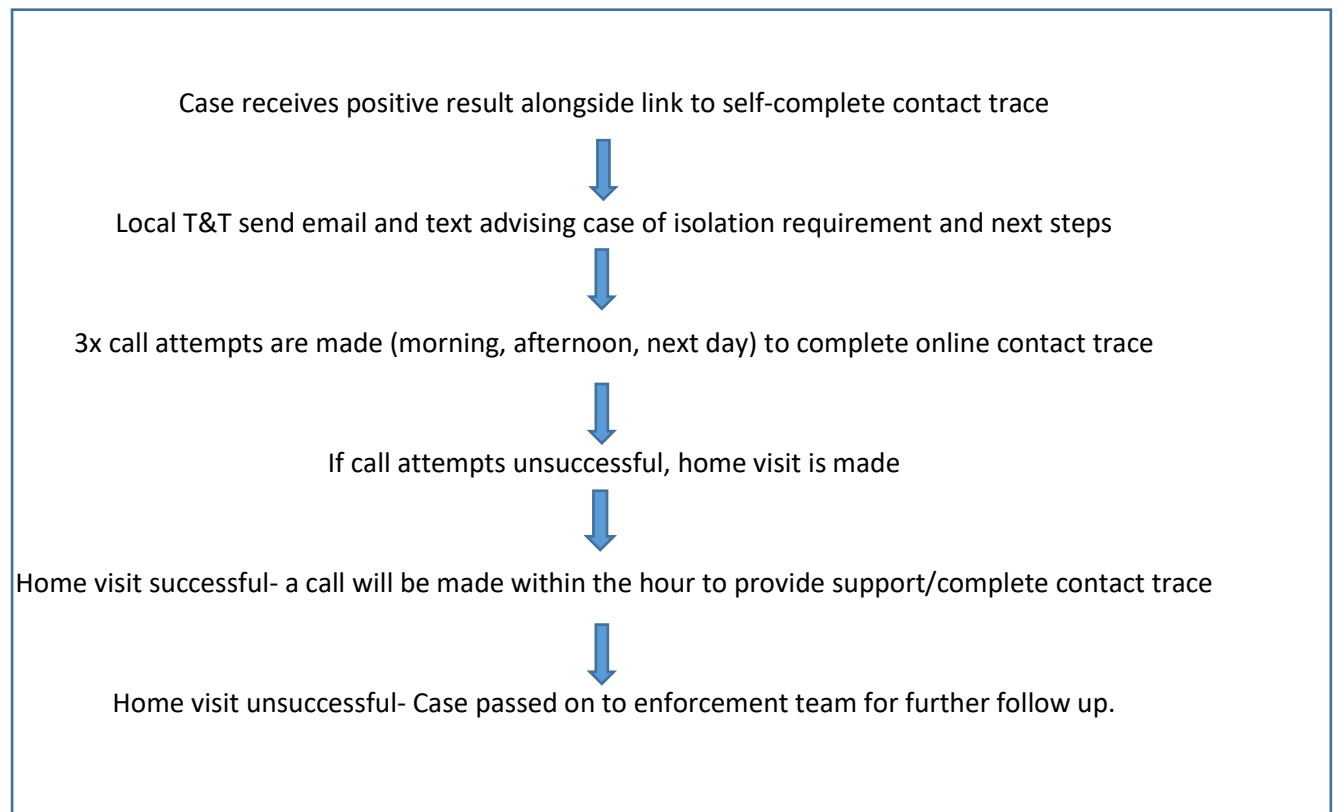 Case receives positive result alongside link to self-complete contact trace
Local T&T send email and text advising case of isolation requirement and next steps
3x call attempts are made (morning, afternoon, next day) to complete online contact trace
If call attempts unsuccessful, home visit is made
Home visit successful- a call will be made within the hour to provide support/complete contact trace
Home visit unsuccessful- Case passed on to enforcement team for further follow up.